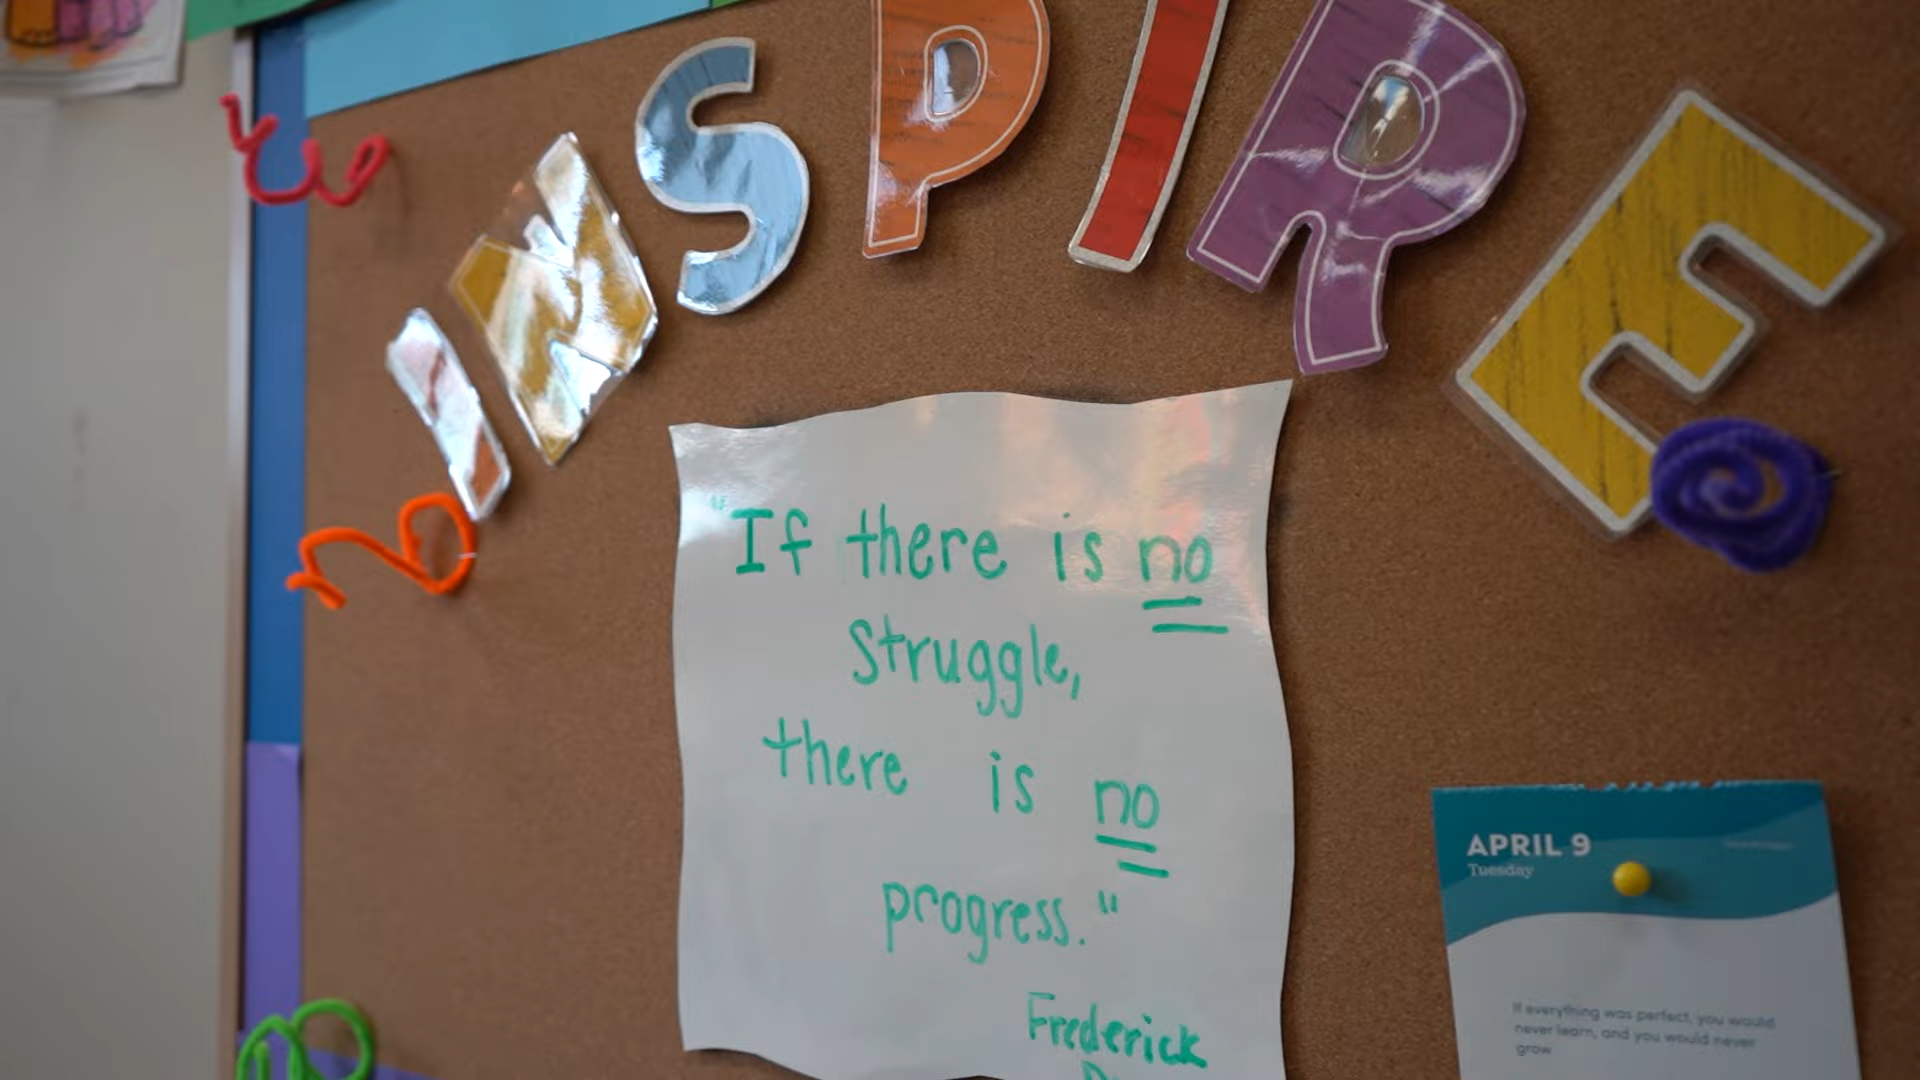 INSPIRE
"If there is no
Struggle,
there is no
progress."
Frederick
APRIL 9
Tuesday
If everything was perfect, you would
never learn, and you would never
grow